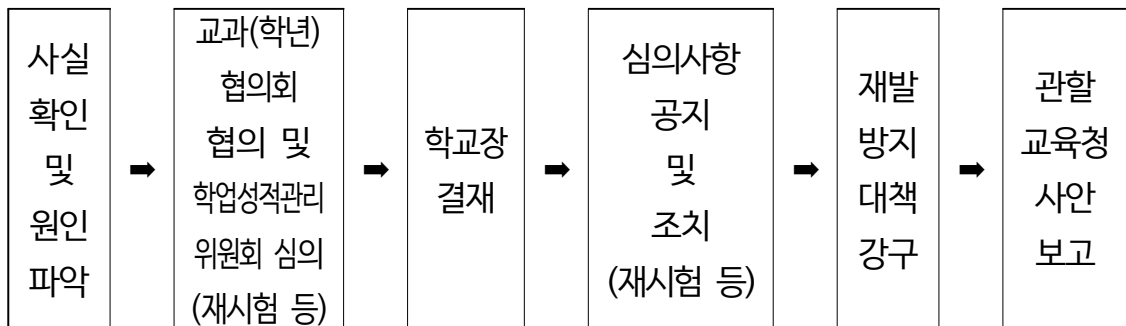 사실
확인
및
원인
파악
➡
교과(학년)
협의회
협의 및
학업성적관리
위원회 심의
(재시험 등)
➡
학교장
결재
➡
심의사항
공지
및
조치
(재시험 등)
➡
재발
방지
대책
강구
➡
관할
교육청
사안
보고